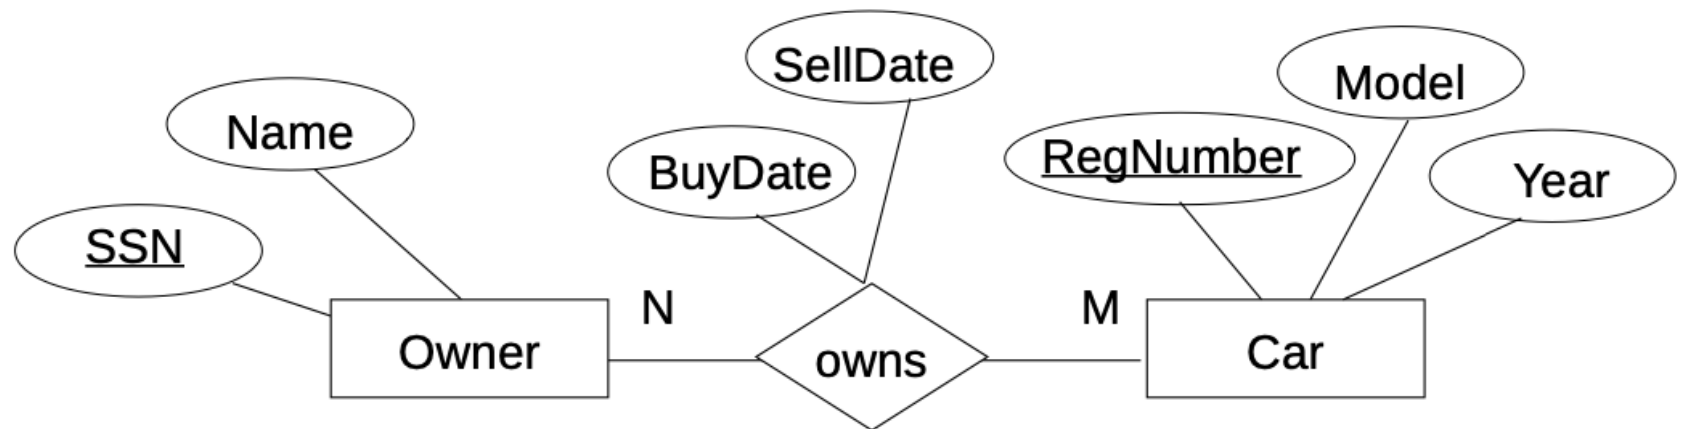 SellDate
Model
Name
BuyDate
RegNumber
Year
SSN
N
M
Owner
owns
Car